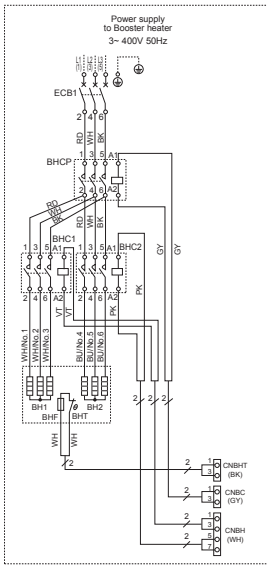 Power supply
to Booster heater
3~ 400V 50Hz
L1 L2 L3
ECB1
2 4 6
RD WH BK
1 3 5 A1
BHCP
2 4 6 A2
RD WH BK
RD WH BK
GY GY
BHC1 BHC2
1 3 5 A1 1 3 5 A1
PK
2 4 6 A2 2 4 6 A2
VT VT PK
WH/No.1 WH/No.2 WH/No.3 BU/No.4 BU/No.5 BU/No.6
BH1 BH2
BHF BHT
2 2 2
WH WH
2 2 1 3 CNBHT
(BK)
2 1 3 CNBC
(GY)
2 1 3 CNBH
2 5 7 (WH)